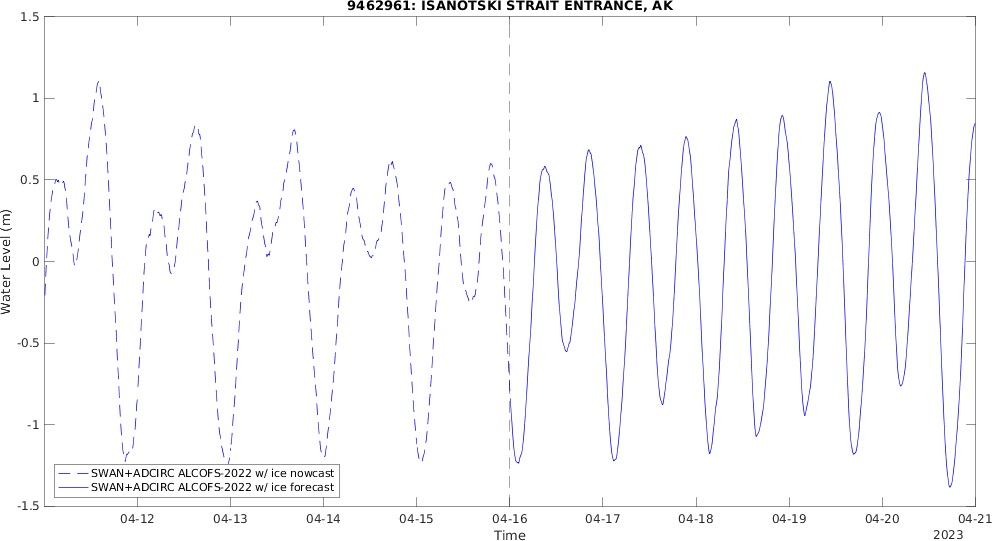 9462961: ISANOTSKI STRAIT ENTRANCE, AK
1.5
1
0.5
0
-0.5
-1
-1.5
Water Level (m)
SWAN+ADCIRC ALCOFS-2022 w/ ice nowcast
SWAN+ADCIRC ALCOFS-2022 w/ ice forecast
04-12 04-13 04-14 04-15 04-16 04-17 04-18 04-19 04-20 04-21
Time 2023